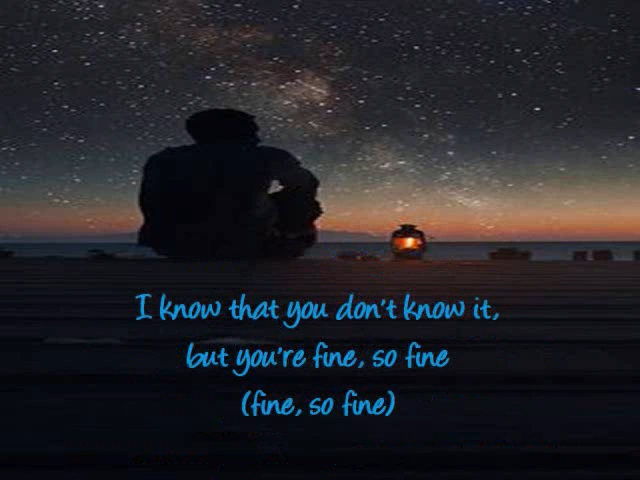 I know that you don't know it,
but you're fine, so fine
(fine, so fine)